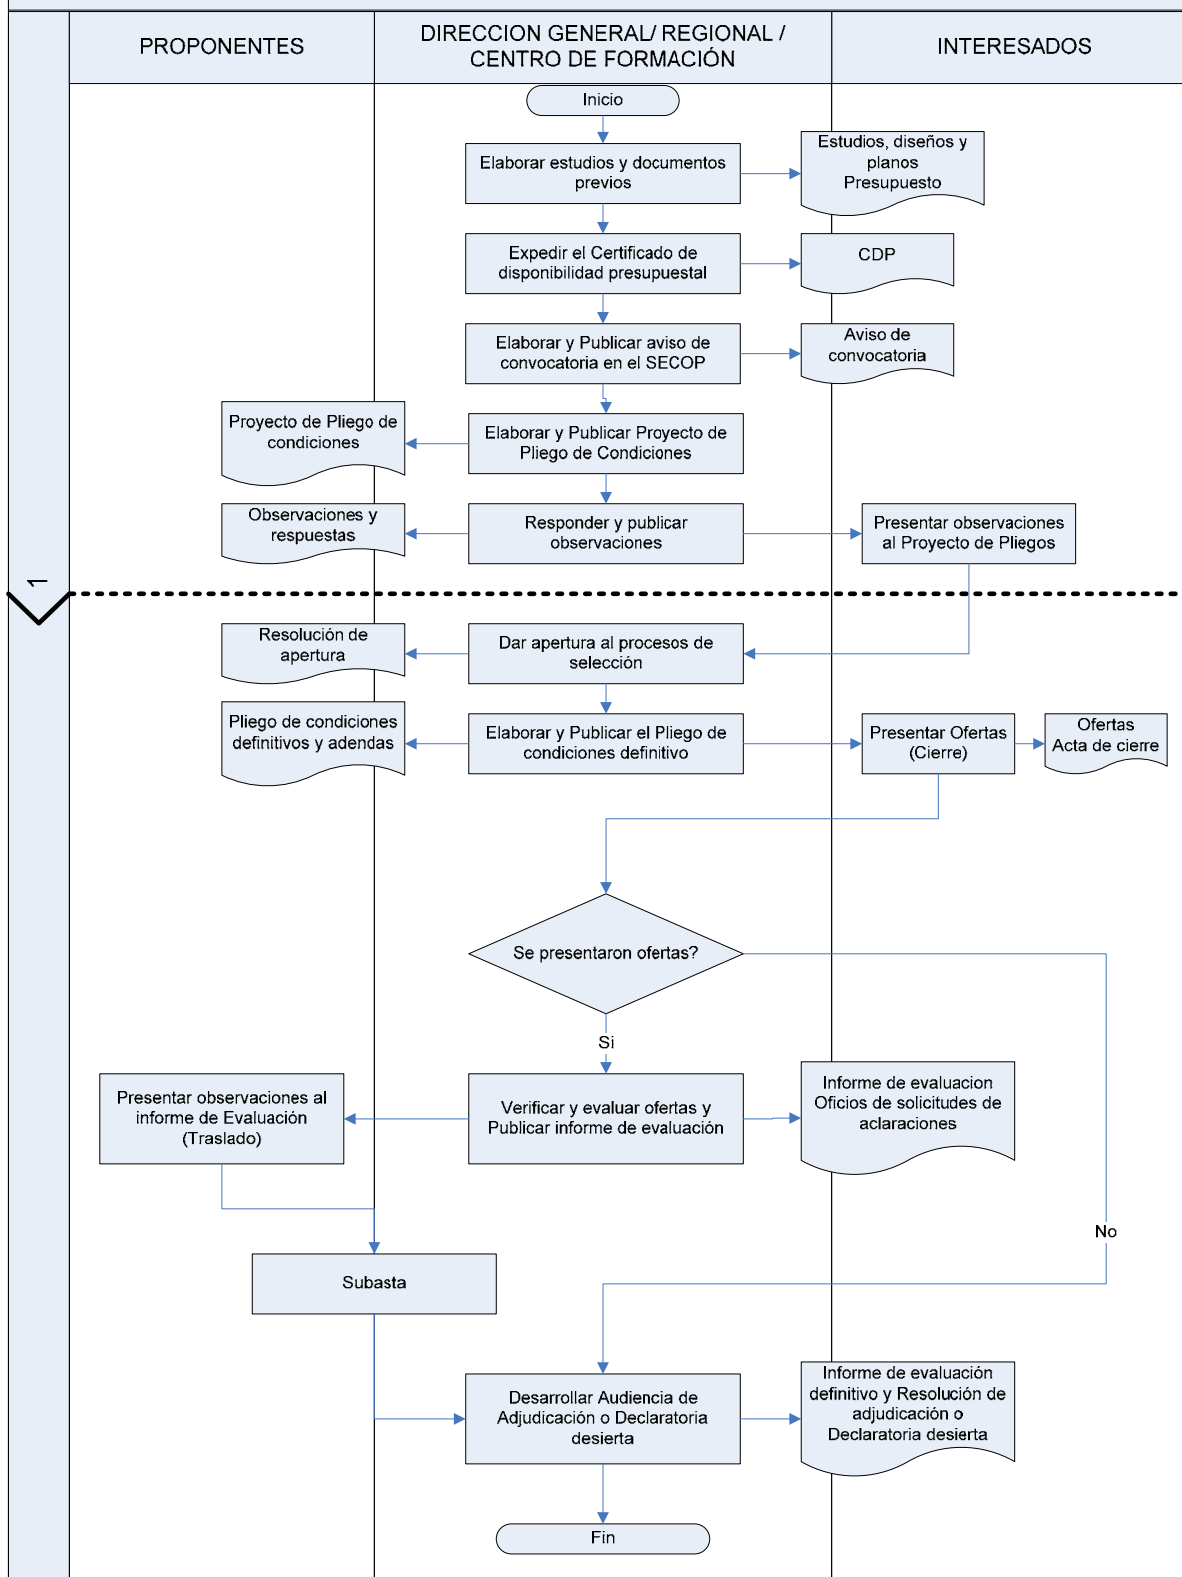 PROPONENTES
DIRECCION GENERAL/ REGIONAL /
CENTRO DE FORMACIÓN
INTERESADOS
Inicio
Elaborar estudios y documentos
previos
Estudios, diseños y
planos
Presupuesto
Expedir el Certificado de
disponibilidad presupuestal
CDP
Elaborar y Publicar aviso de
convocatoria en el SECOP
Aviso de
convocatoria
Proyecto de Pliego de
condiciones
Elaborar y Publicar Proyecto de
Pliego de Condiciones
Observaciones y
respuestas
Responder y publicar
observaciones
Presentar observaciones
al Proyecto de Pliegos
1
Resolución de
apertura
Dar apertura al procesos de
selección
Pliego de condiciones
definitivos y adendas
Elaborar y Publicar el Pliego de
condiciones definitivo
Presentar Ofertas
(Cierre)
Ofertas
Acta de cierre
Se presentaron ofertas?
Si
Presentar observaciones al
informe de Evaluación
(Traslado)
Verificar y evaluar ofertas y
Publicar informe de evaluación
Informe de evaluacion
Oficios de solicitudes de
aclaraciones
No
Subasta
Desarrollar Audiencia de
Adjudicación o Declaratoria
desierta
Informe de evaluación
definitivo y Resolución de
adjudicación o
Declaratoria desierta
Fin